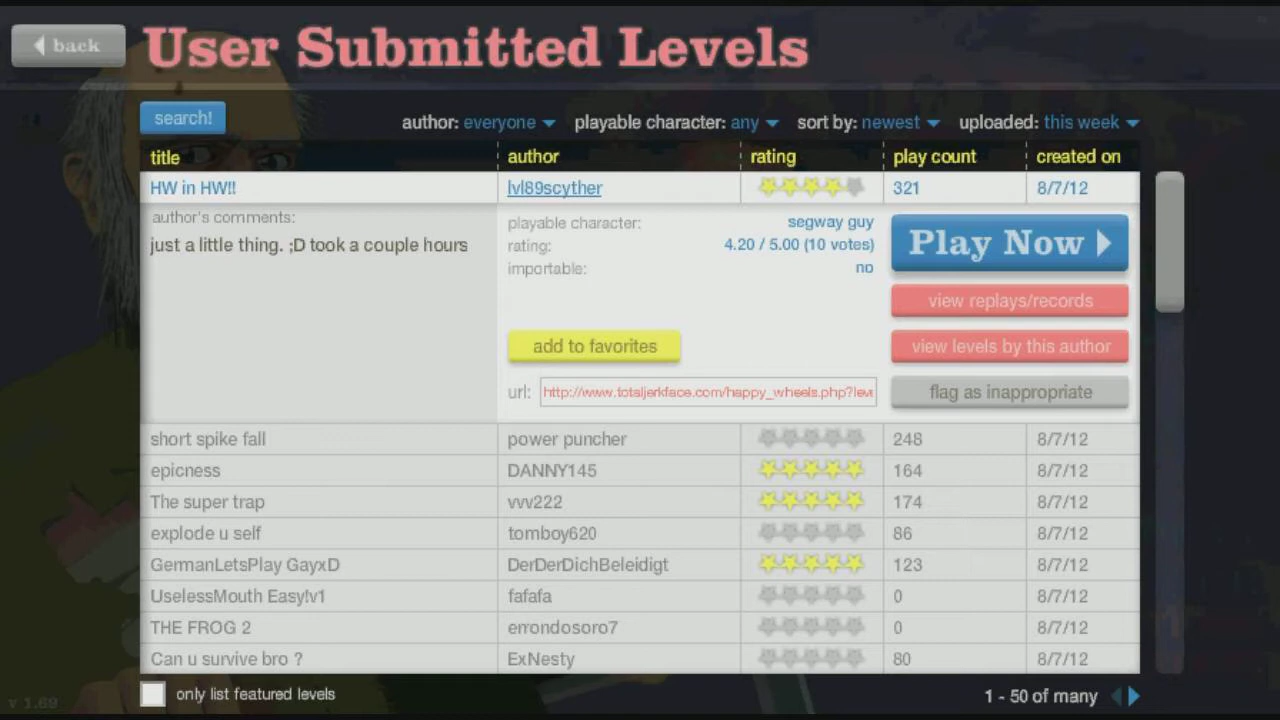 back
User Submitted Levels
search!
author: everyone playable character: any sort by: newest uploaded: this week
title author rating play count created on
HW in HW!! lvl89scyther 321 8/7/12
author's comments:
just a little thing. ;D took a couple hours
playable character: segway guy
rating: 4.20 / 5.00 (10 votes)
importable: no
add to favorites
url: http://www.totaljerkface.com/happy_wheels.php?leve
Play Now
view replays/records
view levels by this author
flag as inappropriate
short spike fall power puncher 248 8/7/12
epicness DANNY145 164 8/7/12
The super trap vvv222 174 8/7/12
explode u self tomboy620 86 8/7/12
GermanLetsPlay GayxD DerDerDichBeleidigt 123 8/7/12
UselessMouth Easy!v1 fafafa 0 8/7/12
THE FROG 2 errondosoro7 0 8/7/12
Can u survive bro ? ExNesty 80 8/7/12
only list featured levels
1 - 50 of many
v 1.69